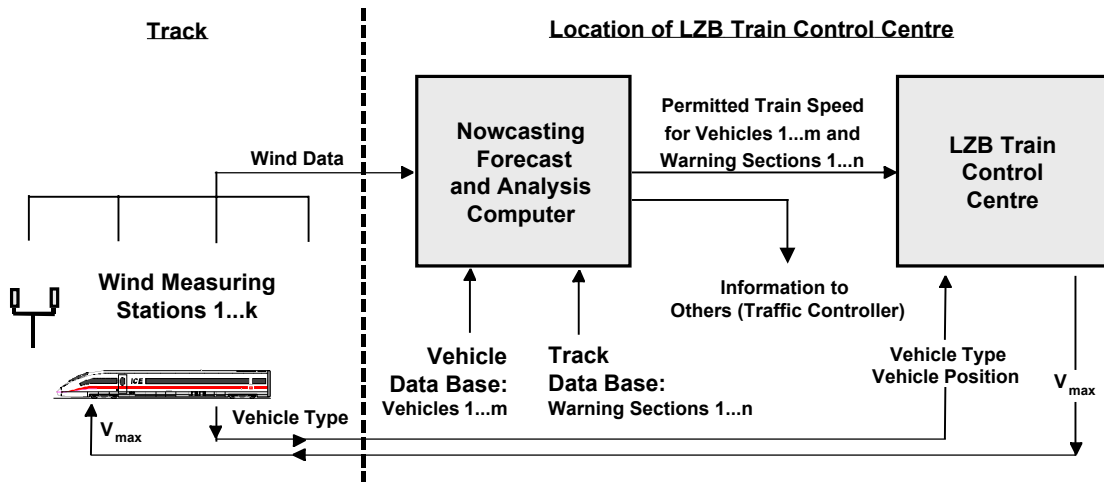 Track
Location of LZB Train Control Centre
Wind Data
Nowcasting
Forecast
and Analysis
Computer
Permitted Train Speed
for Vehicles 1...m and
Warning Sections 1...n
LZB Train
Control
Centre
Wind Measuring
Stations 1...k
Information to
Others (Traffic Controller)
Vehicle
Data Base:
Vehicles 1...m
Track
Data Base:
Warning Sections 1...n
Vehicle Type
Vehicle Position
Vmax
ICE
Vmax
Vehicle Type